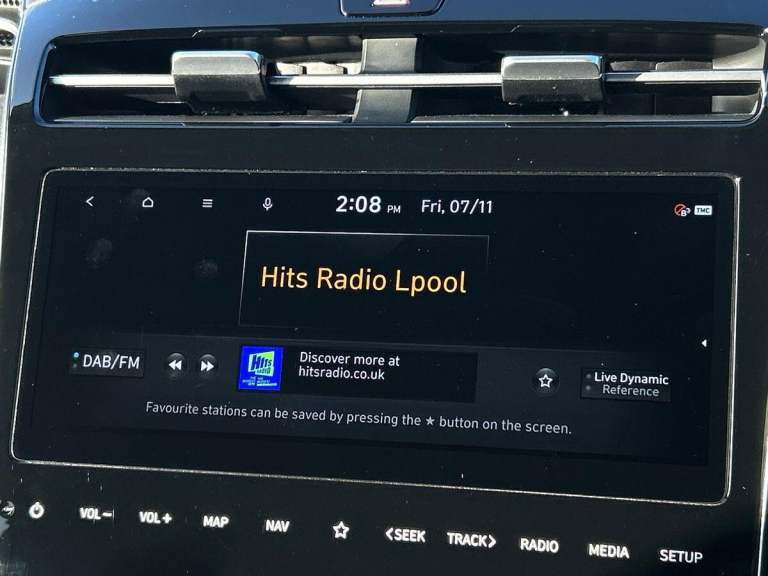 2:08 PM Fri, 07/11
TMC
Hits Radio Lpool
DAB/FM
Hits
RADIO
Discover more at
hitsradio.co.uk
Live Dynamic
Reference
Favourite stations can be saved by pressing the ★ button on the screen.
VOL− VOL+ MAP NAV ☆ <SEEK TRACK> RADIO MEDIA SETUP